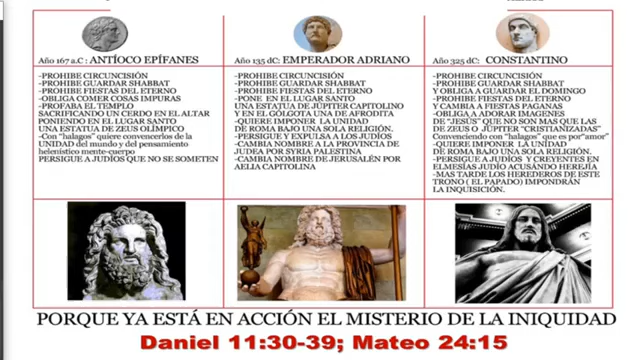 Año 167 a.C : ANTÍOCO EPÍFANES
-PROHIBE CIRCUNCISIÓN
-PROHIBE GUARDAR SHABBAT
-PROHIBE FIESTAS DEL ETERNO
-OBLIGA COMER COSAS IMPURAS
-PROFABA EL TEMPLO
SACRIFICANDO UN CERDO EN EL ALTAR
PONIENDO EN EL LUGAR SANTO
UNA ESTATUA DE ZEUS OLÍMPICO
-Con "halagos" quiere convencerlos de la
UNIDAD del mundo y del pensamiento
helenístico mente-cuerpo
PERSIGUE A JUDÍOS QUE NO SE SOMETEN
Año 135 dC: EMPERADOR ADRIANO
-PROHIBE CIRCUNCISIÓN
-PROHIBE GUARDAR SHABBAT
-PROHIBE FIESTAS DEL ETERNO
-PONE EN EL LUGAR SANTO
UNA ESTATUA DE JÚPITER CAPITOLINO
Y EN EL GÓLGOTA UNA DE AFRODITA
-QUIERE IMPONER LA UNIDAD
DE ROMA BAJO UNA SOLA RELIGIÓN.
-PERSIGUE Y EXPULSA A LOS JUDÍOS
-CAMBIA NOMBRE A LA PROVINCIA DE
JUDEA POR SYRIA PALESTINA
-CAMBIA NOMBRE DE JERUSALÉN POR
AELIA CAPITOLINA
Año 325 dC: CONSTANTINO
-PROHIBE CIRCUNCISIÓN
-PROHIBE GUARDAR SHABBAT
Y OBLIGA A GUARDAR EL DOMINGO
-PROHIBE FIESTAS DEL ETERNO
Y CAMBIA A FIESTAS PAGANAS
-OBLIGA A ADORAR IMAGENES
DE "JESÚS" QUE NO SON MAS QUE LAS
DE ZEUS O JÚPITER "CRISTIANIZADAS"
Convenciendo con "halagos" que es por"amor"
-QUIERE IMPONER LA UNIDAD
DE ROMA BAJO UNA SOLA RELIGIÓN.
-PERSIGUE A JUDÍOS Y CREYENTES EN
ELMESÍAS JUDÍO ACUSANDO HEREJÍA
-MAS TARDE LOS HEREDEROS DE ESTE
TRONO ( EL PAPADO) IMPONDRÁN
LA INQUISICIÓN.
PORQUE YA ESTÁ EN ACCIÓN EL MISTERIO DE LA INIQUIDAD
Daniel 11:30-39; Mateo 24:15